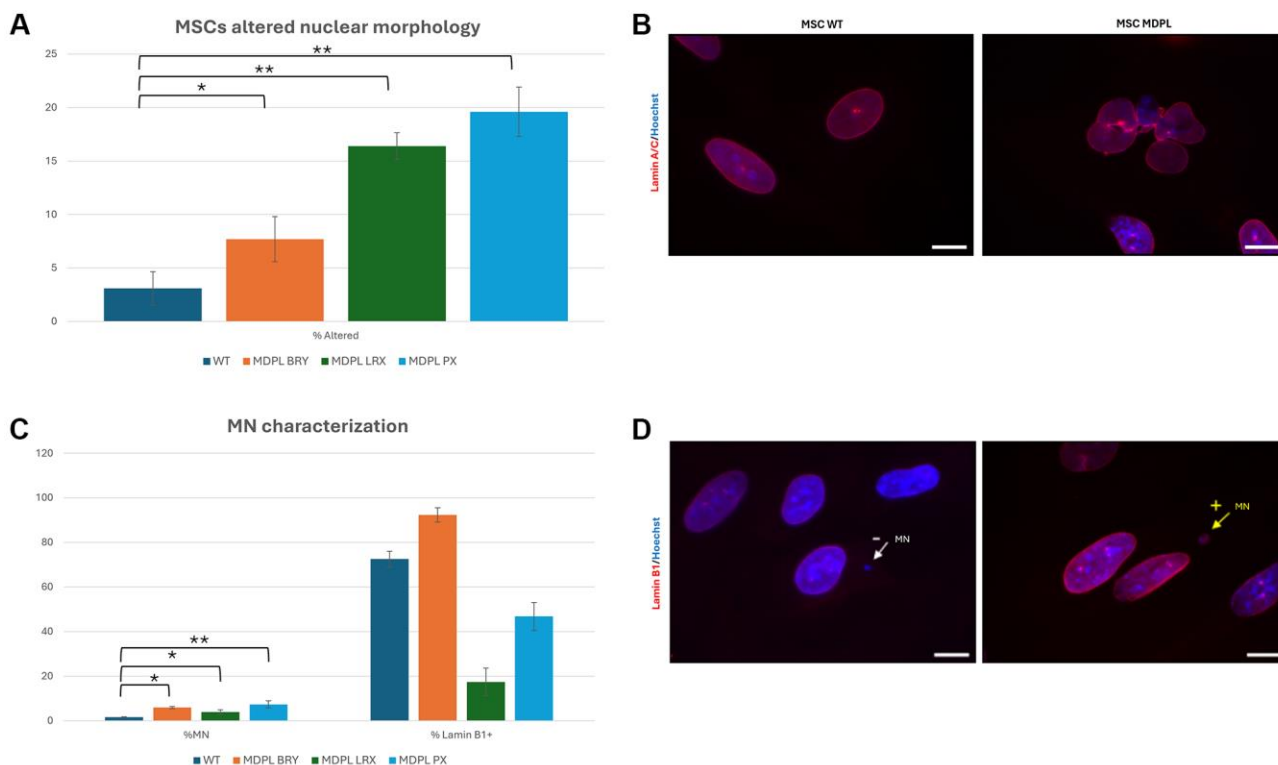 A
MSCs altered nuclear morphology
25
20
15
10
5
0
**
**
*
% Altered
WT MDPL BRY MDPL LRX MDPL PX
B
MSC WT MSC MDPL
Lamin A/C/Hoechst
C
MN characterization
120
100
80
60
40
20
0
**
*
*
%MN % Lamin B1+
WT MDPL BRY MDPL LRX MDPL PX
D
Lamin B1/Hoechst
– MN
+ MN